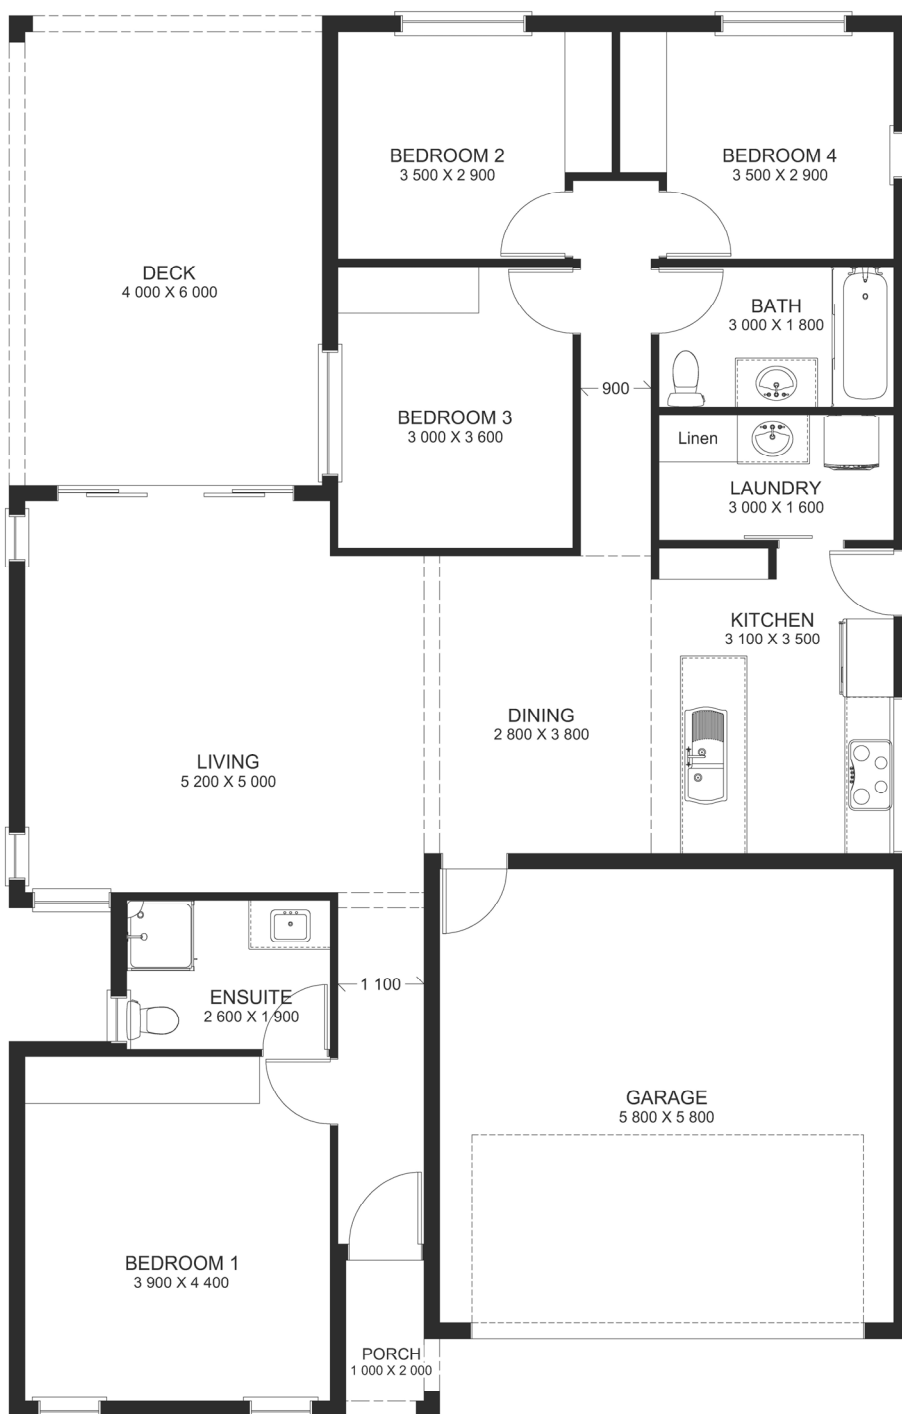 BEDROOM 2
3 500 X 2 900
BEDROOM 4
3 500 X 2 900
DECK
4 000 X 6 000
BATH
3 000 X 1 800
900
BEDROOM 3
3 000 X 3 600
Linen
LAUNDRY
3 000 X 1 600
KITCHEN
3 100 X 3 500
DINING
2 800 X 3 800
LIVING
5 200 X 5 000
1 100
ENSUITE
2 600 X 1 900
GARAGE
5 800 X 5 800
BEDROOM 1
3 900 X 4 400
PORCH
1 000 X 2 000